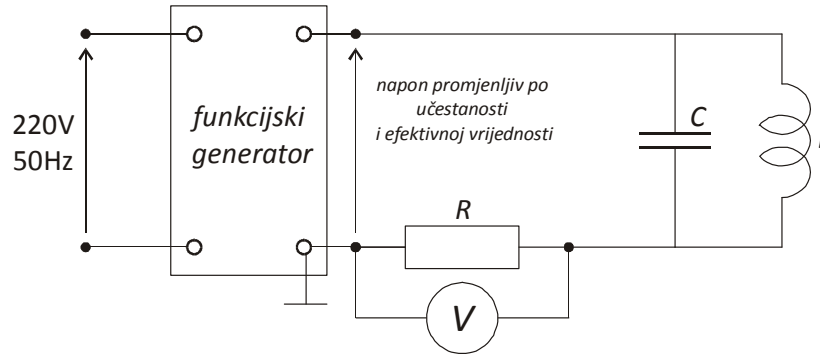 220V
50Hz
funkcijski
generator
napon promjenljiv po
učestanosti
i efektivnoj vrijednosti
C
R
V